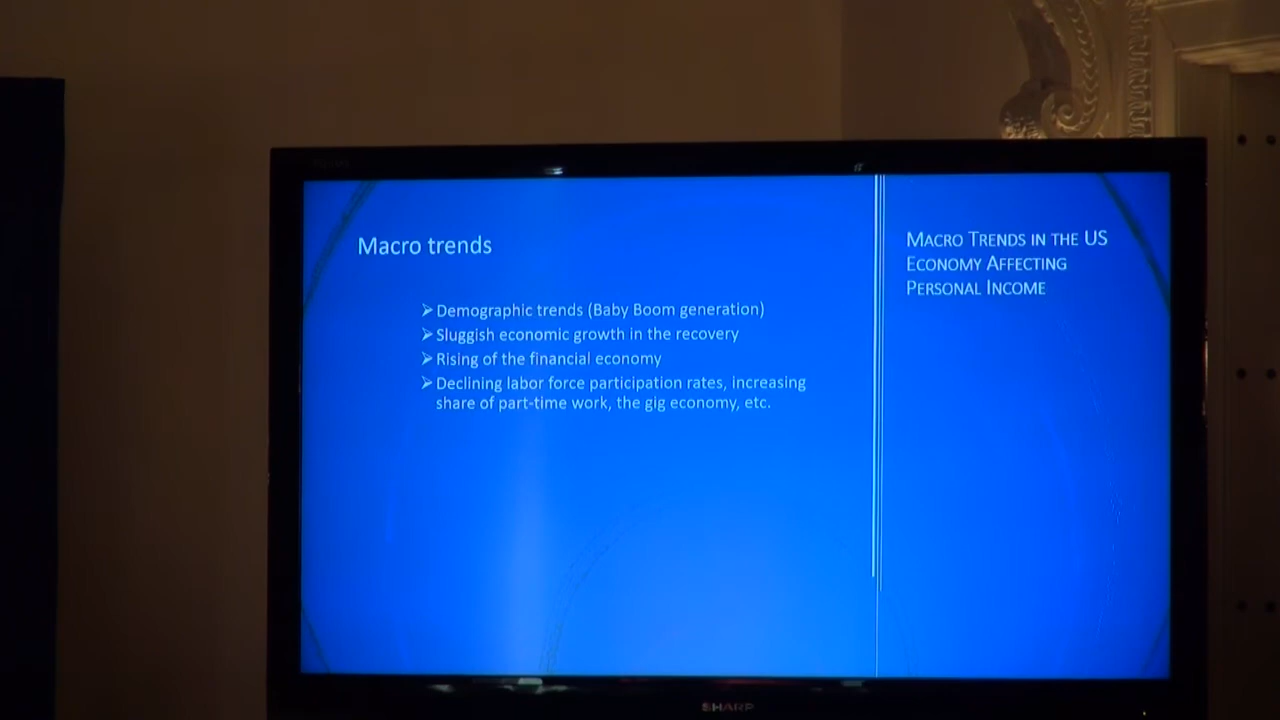 Macro trends
➢ Demographic trends (Baby Boom generation)
➢ Sluggish economic growth in the recovery
➢ Rising of the financial economy
➢ Declining labor force participation rates, increasing
share of part-time work, the gig economy, etc.
MACRO TRENDS IN THE US
ECONOMY AFFECTING
PERSONAL INCOME
SHARP